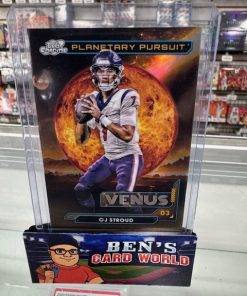 PLANETARY PURSUIT
VENUS
03
CJ STROUD
BEN'S
CARD WORLD